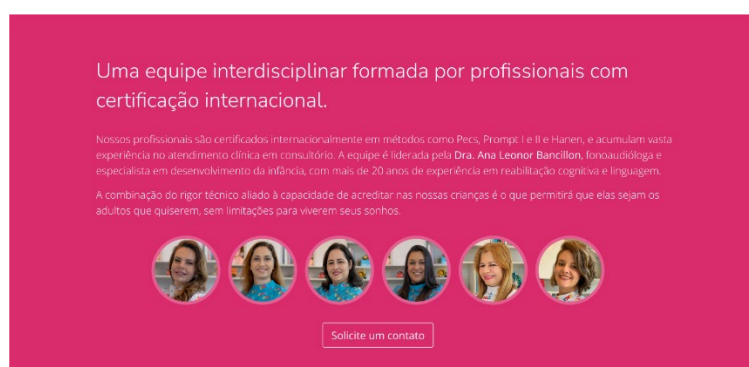 Uma equipe interdisciplinar formada por profissionais com
certificação internacional.
Nossos profissionais são certificados internacionalmente em métodos como Pecs, Prompt I e II e Hanen, e acumulam vasta
experiência no atendimento clínica em consultório. A equipe é liderada pela Dra. Ana Leonor Bancillon, fonoaudióloga e
especialista em desenvolvimento da infância, com mais de 20 anos de experiência em reabilitação cognitiva e linguagem.
A combinação do rigor técnico aliado à capacidade de acreditar nas nossas crianças é o que permitirá que elas sejam os
adultos que quiserem, sem limitações para viverem seus sonhos.
Solicite um contato